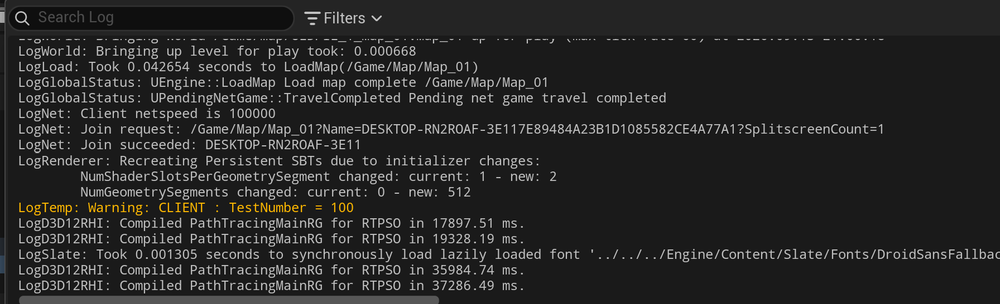 Search Log
Filters
LogWorld: Bringing up level for play took: 0.000668
LogLoad: Took 0.042654 seconds to LoadMap(/Game/Map/Map_01)
LogGlobalStatus: UEngine::LoadMap Load map complete /Game/Map/Map_01
LogGlobalStatus: UPendingNetGame::TravelCompleted Pending net game travel completed
LogNet: Client netspeed is 100000
LogNet: Join request: /Game/Map/Map_01?Name=DESKTOP-RN2ROAF-3E117E89484A23B1D1085582CE4A77A1?SplitscreenCount=1
LogNet: Join succeeded: DESKTOP-RN2ROAF-3E11
LogRenderer: Recreating Persistent SBTs due to initializer changes:
NumShaderSlotsPerGeometrySegment changed: current: 1 - new: 2
NumGeometrySegments changed: current: 0 - new: 512
LogTemp: Warning: CLIENT : TestNumber = 100
LogD3D12RHI: Compiled PathTracingMainRG for RTPSO in 17897.51 ms.
LogD3D12RHI: Compiled PathTracingMainRG for RTPSO in 19328.19 ms.
LogSlate: Took 0.001305 seconds to synchronously load lazily loaded font '../../../Engine/Content/Slate/Fonts/DroidSansFallbac
LogD3D12RHI: Compiled PathTracingMainRG for RTPSO in 35984.74 ms.
LogD3D12RHI: Compiled PathTracingMainRG for RTPSO in 37286.49 ms.